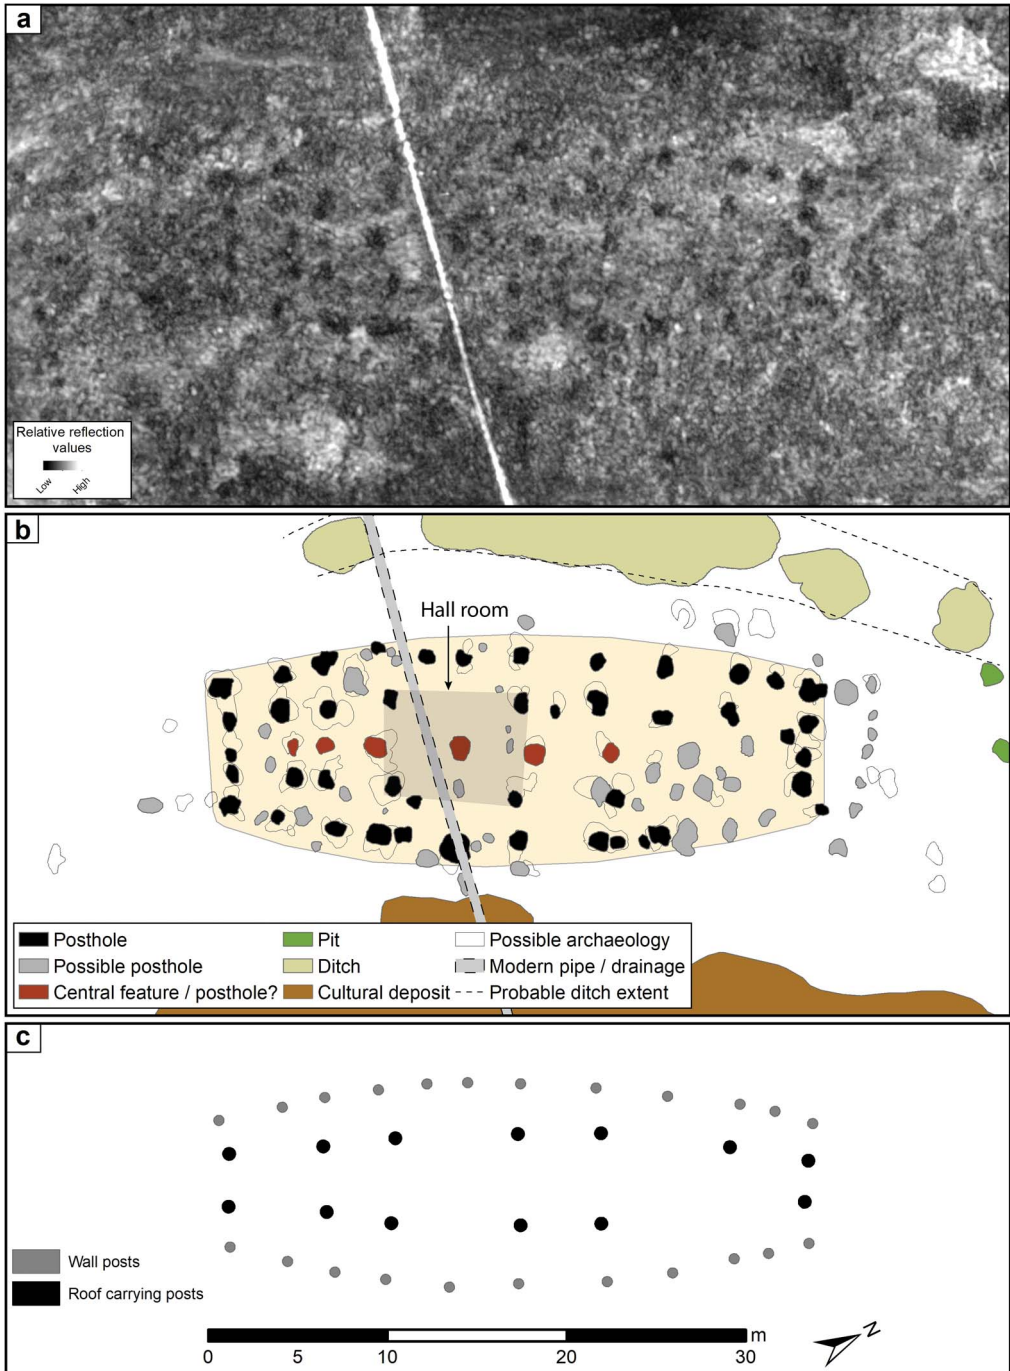 a
Relative reflection
values
Low
High
b
Hall room
Posthole
Possible posthole
Central feature / posthole?
Pit
Ditch
Cultural deposit
Possible archaeology
Modern pipe / drainage
Probable ditch extent
c
Wall posts
Roof carrying posts
m
0 5 10 20 30
N